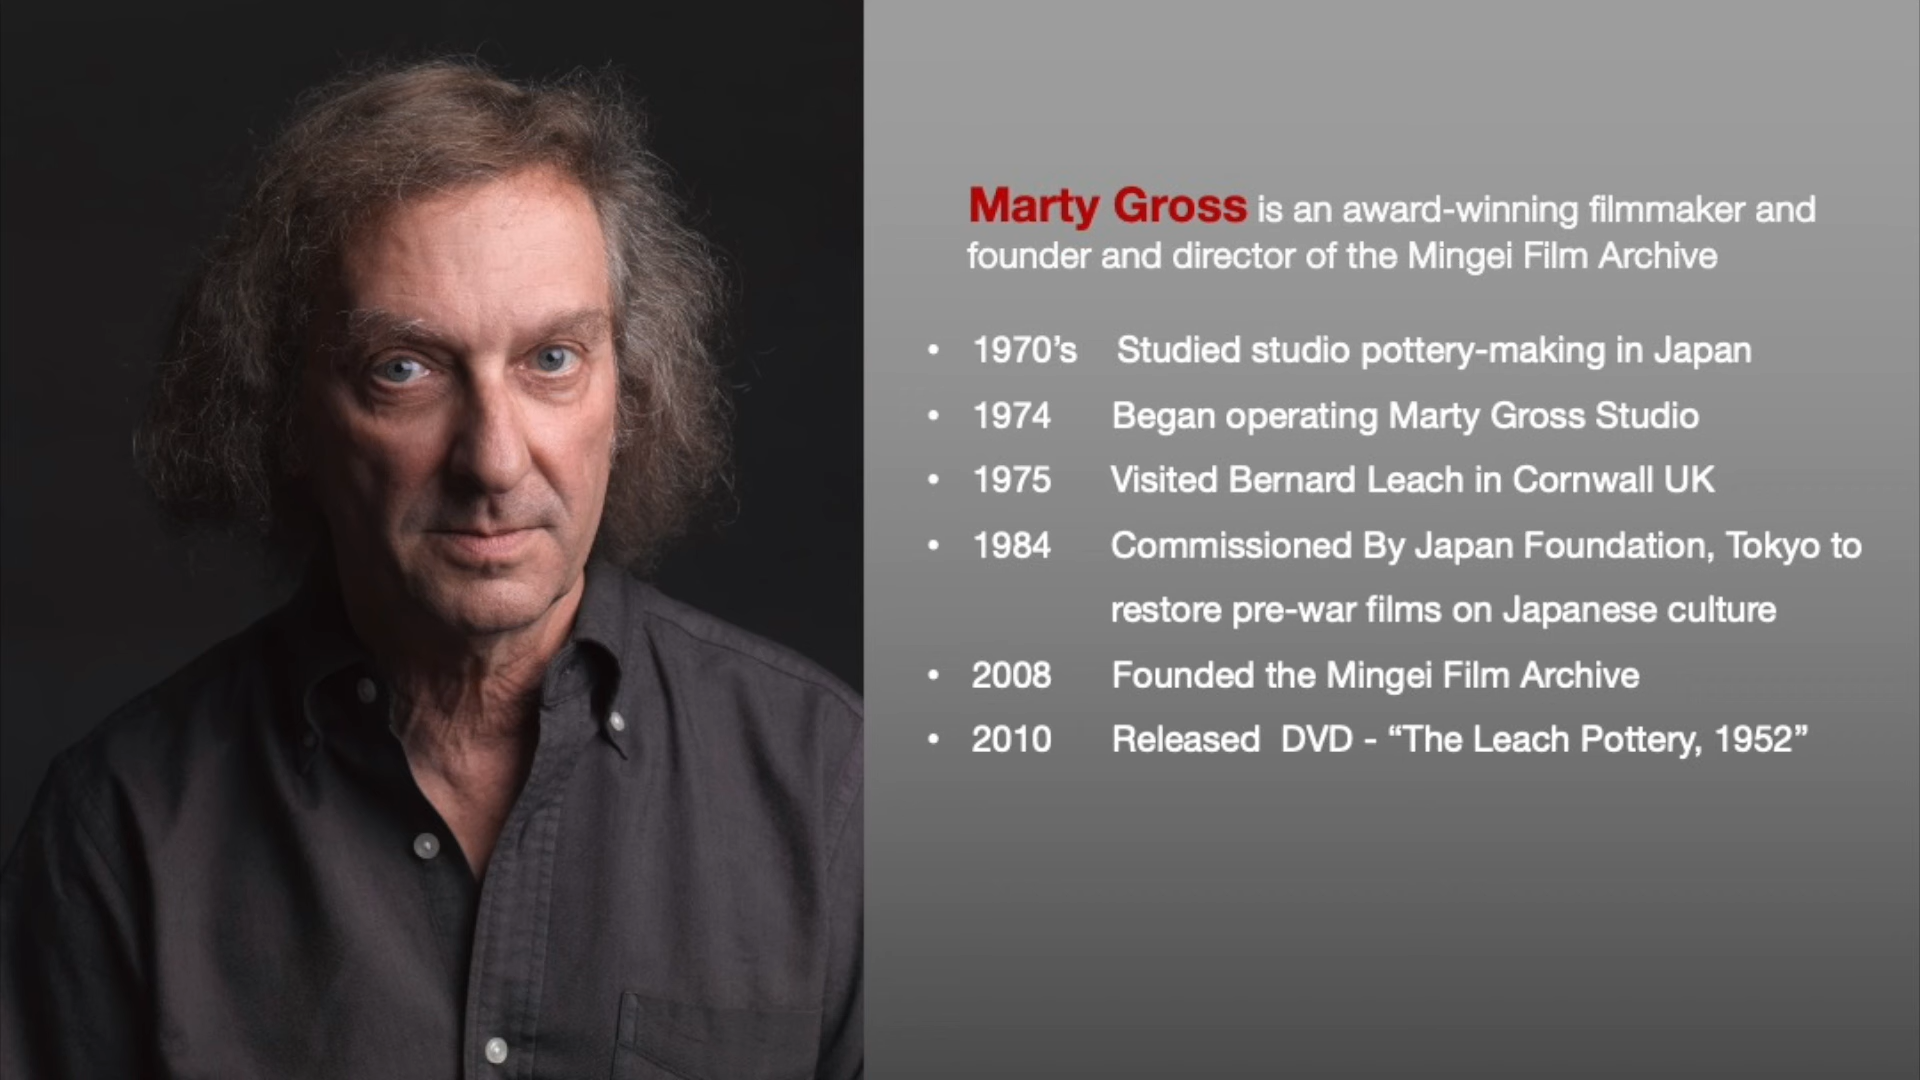 Marty Gross is an award-winning filmmaker and
founder and director of the Mingei Film Archive
• 1970’s Studied studio pottery-making in Japan
• 1974 Began operating Marty Gross Studio
• 1975 Visited Bernard Leach in Cornwall UK
• 1984 Commissioned By Japan Foundation, Tokyo to
restore pre-war films on Japanese culture
• 2008 Founded the Mingei Film Archive
• 2010 Released DVD - “The Leach Pottery, 1952”